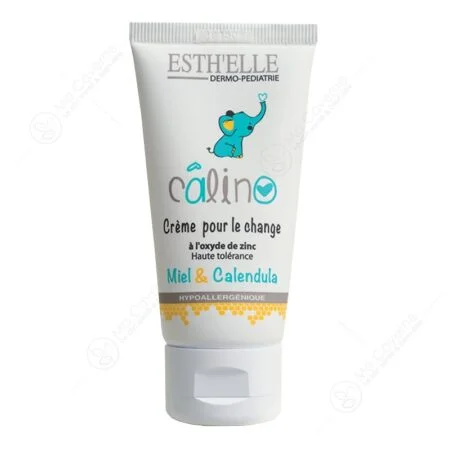 ESTH'ELLE
DERMO-PEDIATRIE
câlino
Crème pour le change
à l'oxyde de zinc
Haute tolérance
Miel & Calendula
HYPOALLERGÉNIQUE